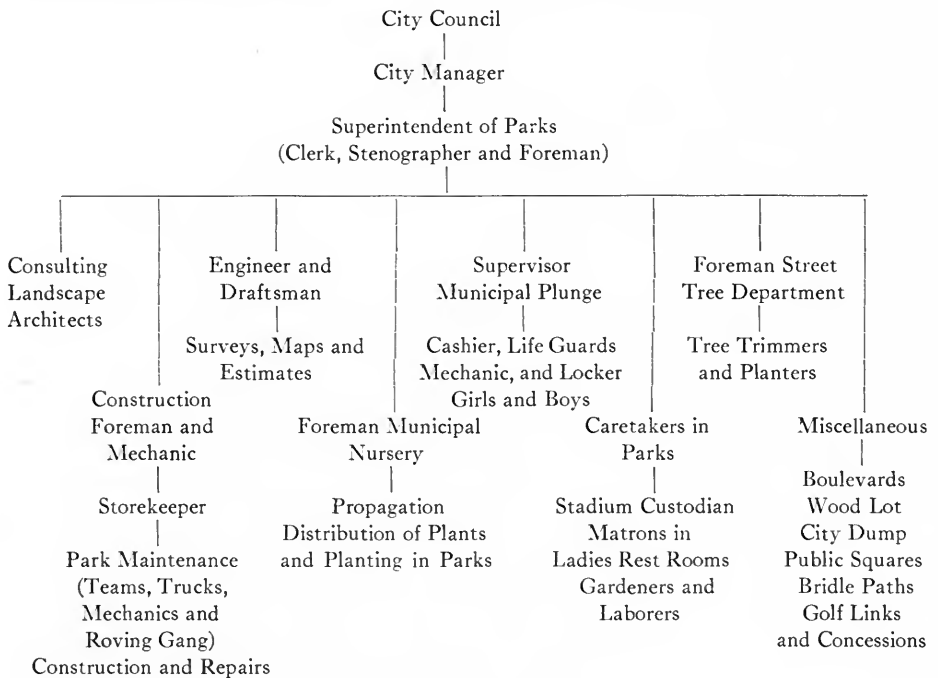 City Council
City Manager
Superintendent of Parks
(Clerk, Stenographer and Foreman)
Consulting
Landscape
Architects
Engineer and
Draftsman
Surveys, Maps and
Estimates
Supervisor
Municipal Plunge
Cashier, Life Guards
Mechanic, and Locker
Girls and Boys
Foreman Street
Tree Department
Tree Trimmers
and Planters
Construction
Foreman and
Mechanic
Storekeeper
Park Maintenance
(Teams, Trucks,
Mechanics and
Roving Gang)
Construction and Repairs
Foreman Municipal
Nursery
Propagation
Distribution of Plants
and Planting in Parks
Caretakers in
Parks
Stadium Custodian
Matrons in
Ladies Rest Rooms
Gardeners and
Laborers
Miscellaneous
Boulevards
Wood Lot
City Dump
Public Squares
Bridle Paths
Golf Links
and Concessions